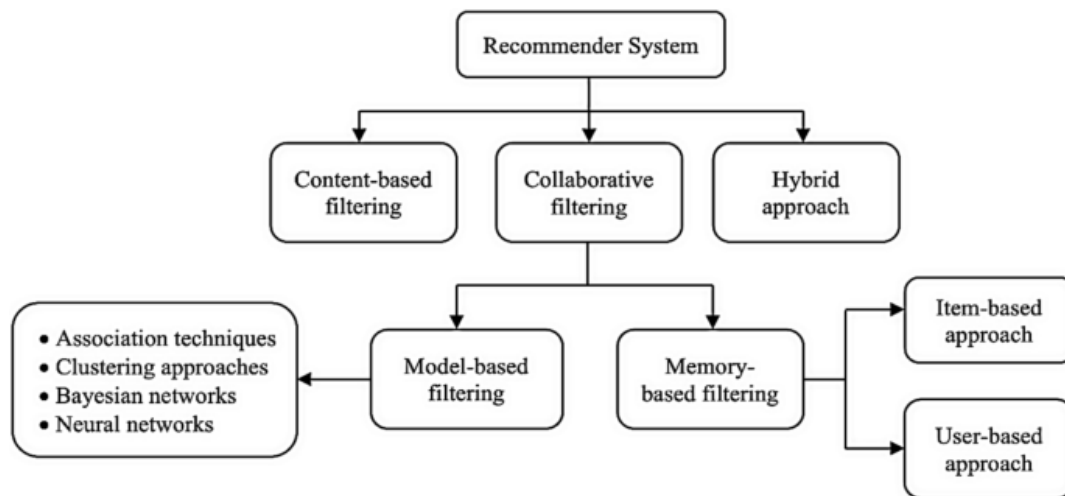 Recommender System
Content-based
filtering
Collaborative
filtering
Hybrid
approach
• Association techniques
• Clustering approaches
• Bayesian networks
• Neural networks
Model-based
filtering
Memory-
based filtering
Item-based
approach
User-based
approach